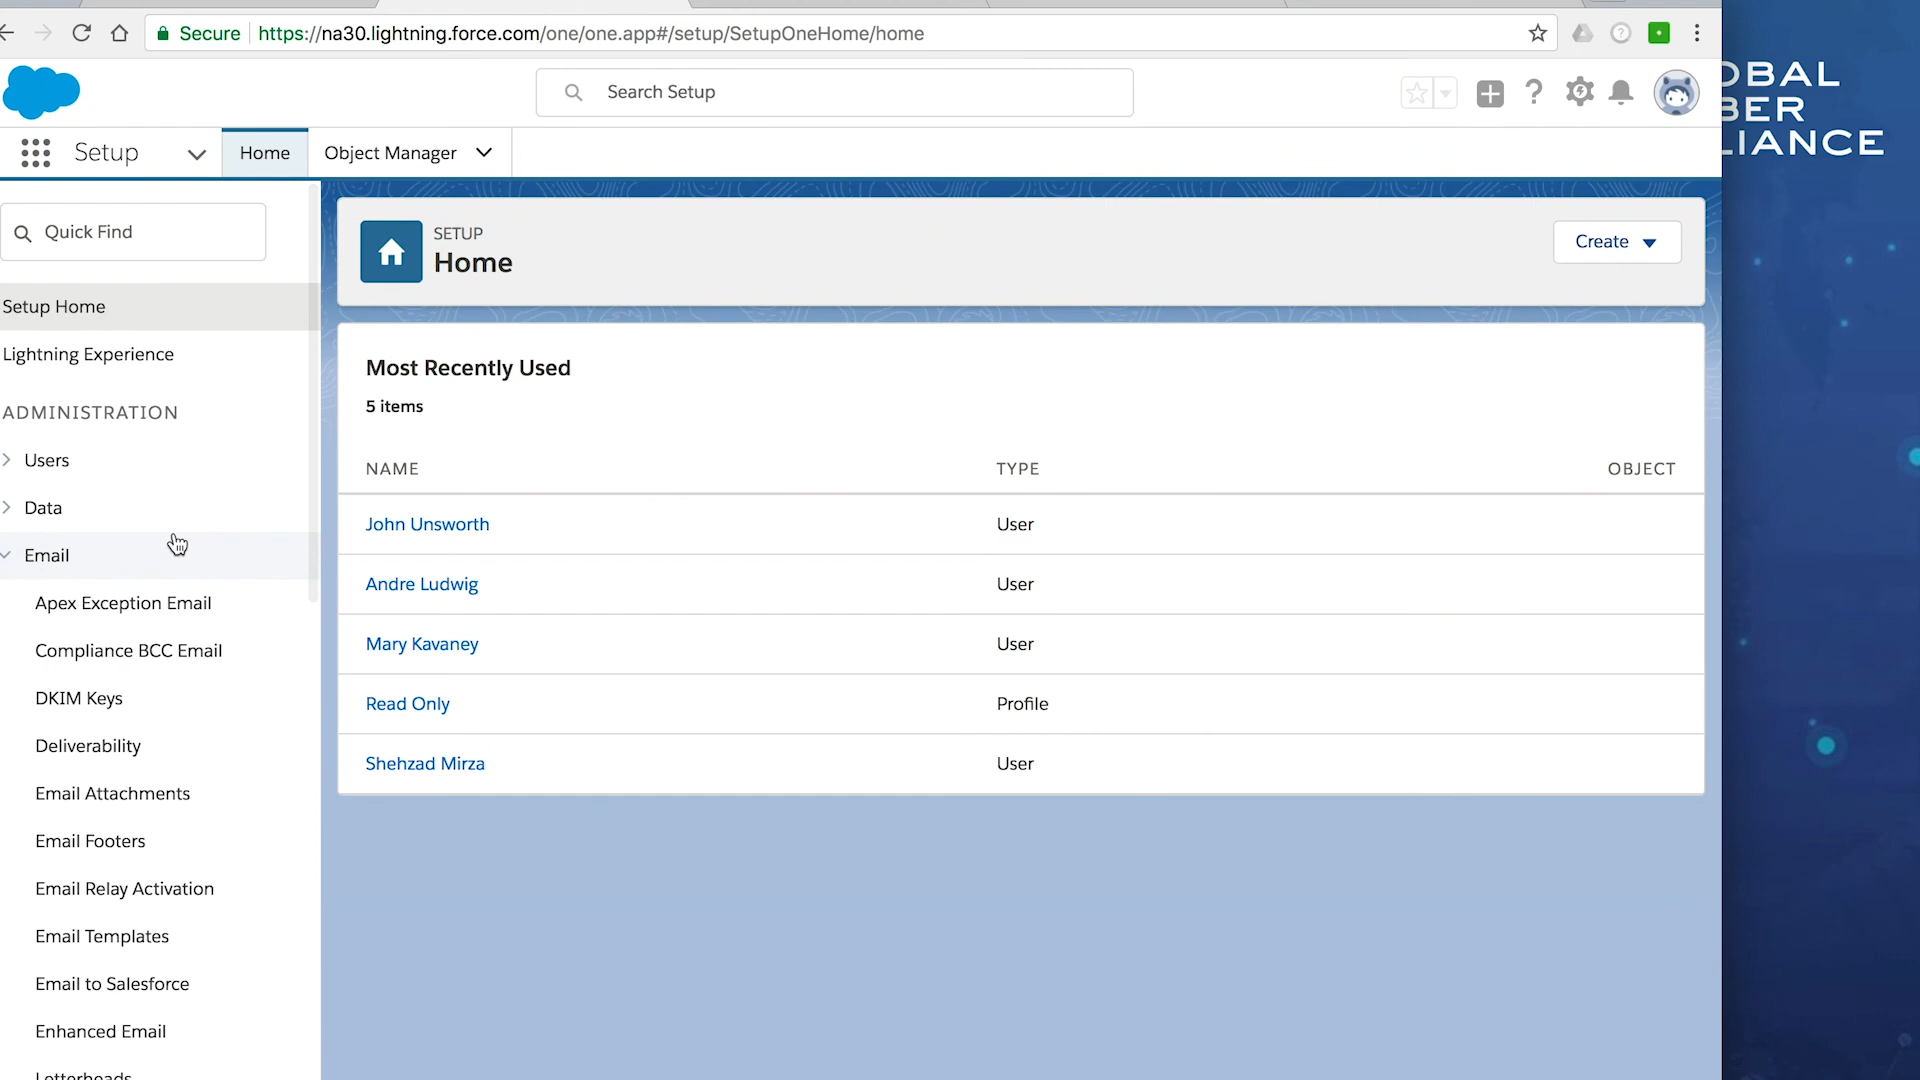 Secure https://na30.lightning.force.com/one/one.app#/setup/SetupOneHome/home
OBAL
BER
LIANCE
Search Setup
Setup
Home
Object Manager
Quick Find
Setup Home
Lightning Experience
ADMINISTRATION
Users
Data
Email
Apex Exception Email
Compliance BCC Email
DKIM Keys
Deliverability
Email Attachments
Email Footers
Email Relay Activation
Email Templates
Email to Salesforce
Enhanced Email
Letterheads
SETUP
Home
Create
Most Recently Used
5 items
NAME TYPE OBJECT
John Unsworth User
Andre Ludwig User
Mary Kavaney User
Read Only Profile
Shehzad Mirza User